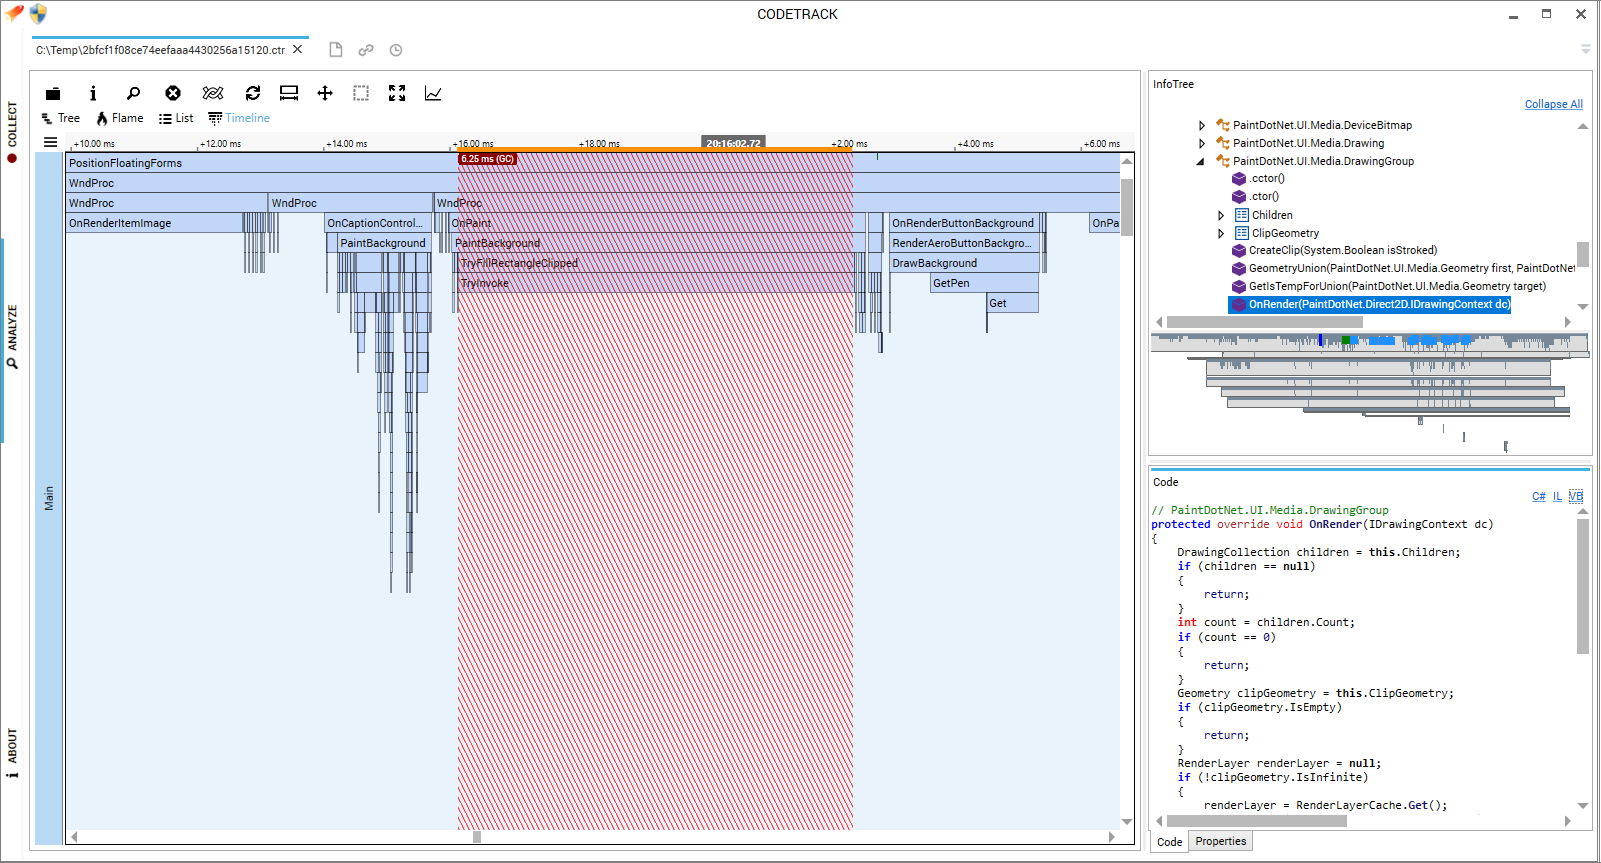 CODETRACK
C:\Temp\2bfcf1f08ce74eefaaa4430256a15120.ctr
COLLECT
ANALYZE
ABOUT
Tree Flame List Timeline
+10.00 ms +12.00 ms +14.00 ms +16.00 ms +18.00 ms 20:16:02.72 +2.00 ms +4.00 ms +6.00 ms
Main
PositionFloatingForms
6.25 ms (GC)
WndProc
WndProc WndProc WndProc
OnRenderItemImage OnCaptionControl... OnPaint OnRenderButtonBackground OnPa
PaintBackground PaintBackground RenderAeroButtonBackgro...
TryFillRectangleClipped DrawBackground
TryInvoke GetPen
Get
InfoTree
Collapse All
PaintDotNet.UI.Media.DeviceBitmap
PaintDotNet.UI.Media.Drawing
PaintDotNet.UI.Media.DrawingGroup
.cctor()
.ctor()
Children
ClipGeometry
CreateClip(System.Boolean isStroked)
GeometryUnion(PaintDotNet.UI.Media.Geometry first, PaintDotNet
GetIsTempForUnion(PaintDotNet.UI.Media.Geometry target)
OnRender(PaintDotNet.Direct2D.IDrawingContext dc)
Code
C# IL VB
// PaintDotNet.UI.Media.DrawingGroup
protected override void OnRender(IDrawingContext dc)
{
DrawingCollection children = this.Children;
if (children == null)
{
return;
}
int count = children.Count;
if (count == 0)
{
return;
}
Geometry clipGeometry = this.ClipGeometry;
if (clipGeometry.IsEmpty)
{
return;
}
RenderLayer renderLayer = null;
if (!clipGeometry.IsInfinite)
{
renderLayer = RenderLayerCache.Get();
Code Properties